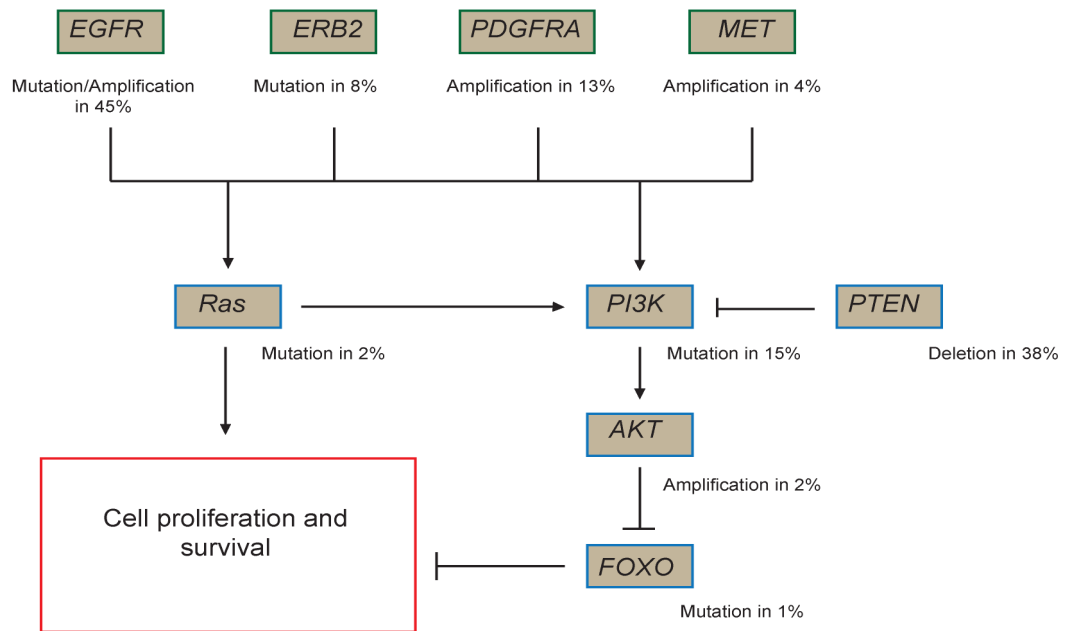 EGFR
ERB2
PDGFRA
MET
Mutation/Amplification
in 45%
Mutation in 8%
Amplification in 13%
Amplification in 4%
Ras
PI3K
PTEN
Mutation in 2%
Mutation in 15%
Deletion in 38%
AKT
Amplification in 2%
Cell proliferation and
survival
FOXO
Mutation in 1%